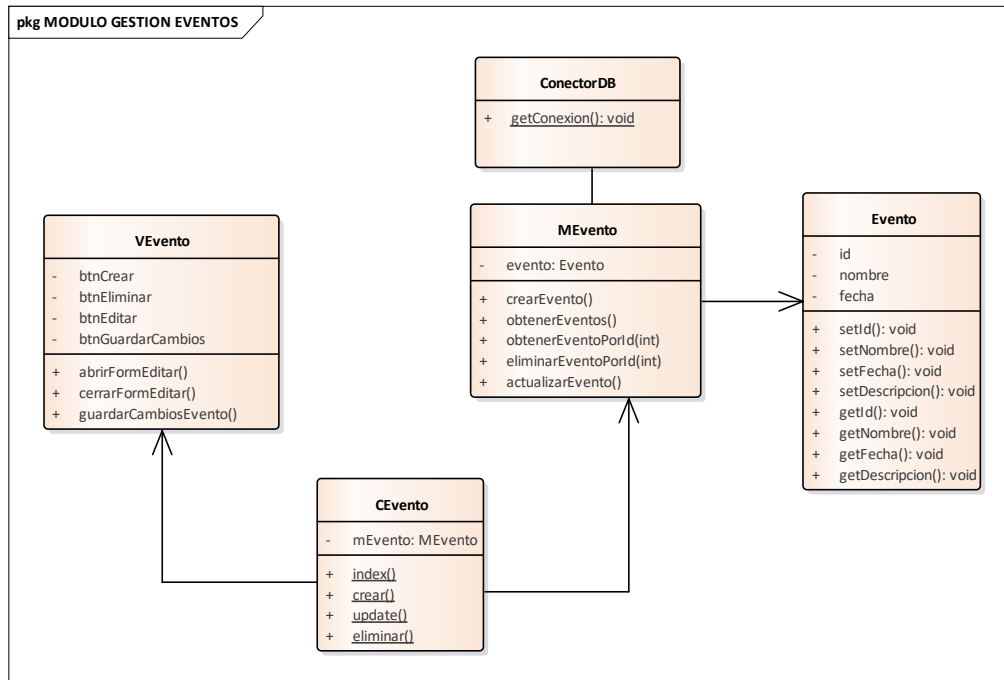 pkg MODULO GESTION EVENTOS
ConectorDB
+ getConexion(): void
VEvento
- btnCrear
- btnEliminar
- btnEditar
- btnGuardarCambios
+ abrirFormEditar()
+ cerrarFormEditar()
+ guardarCambiosEvento()
MEvento
- evento: Evento
+ crearEvento()
+ obtenerEventos()
+ obtenerEventoPorId(int)
+ eliminarEventoPorId(int)
+ actualizarEvento()
Evento
- id
- nombre
- fecha
+ setId(): void
+ setNombre(): void
+ setFecha(): void
+ setDescripcion(): void
+ getId(): void
+ getNombre(): void
+ getFecha(): void
+ getDescripcion(): void
CEvento
- mEvento: MEvento
+ index()
+ crear()
+ update()
+ eliminar()